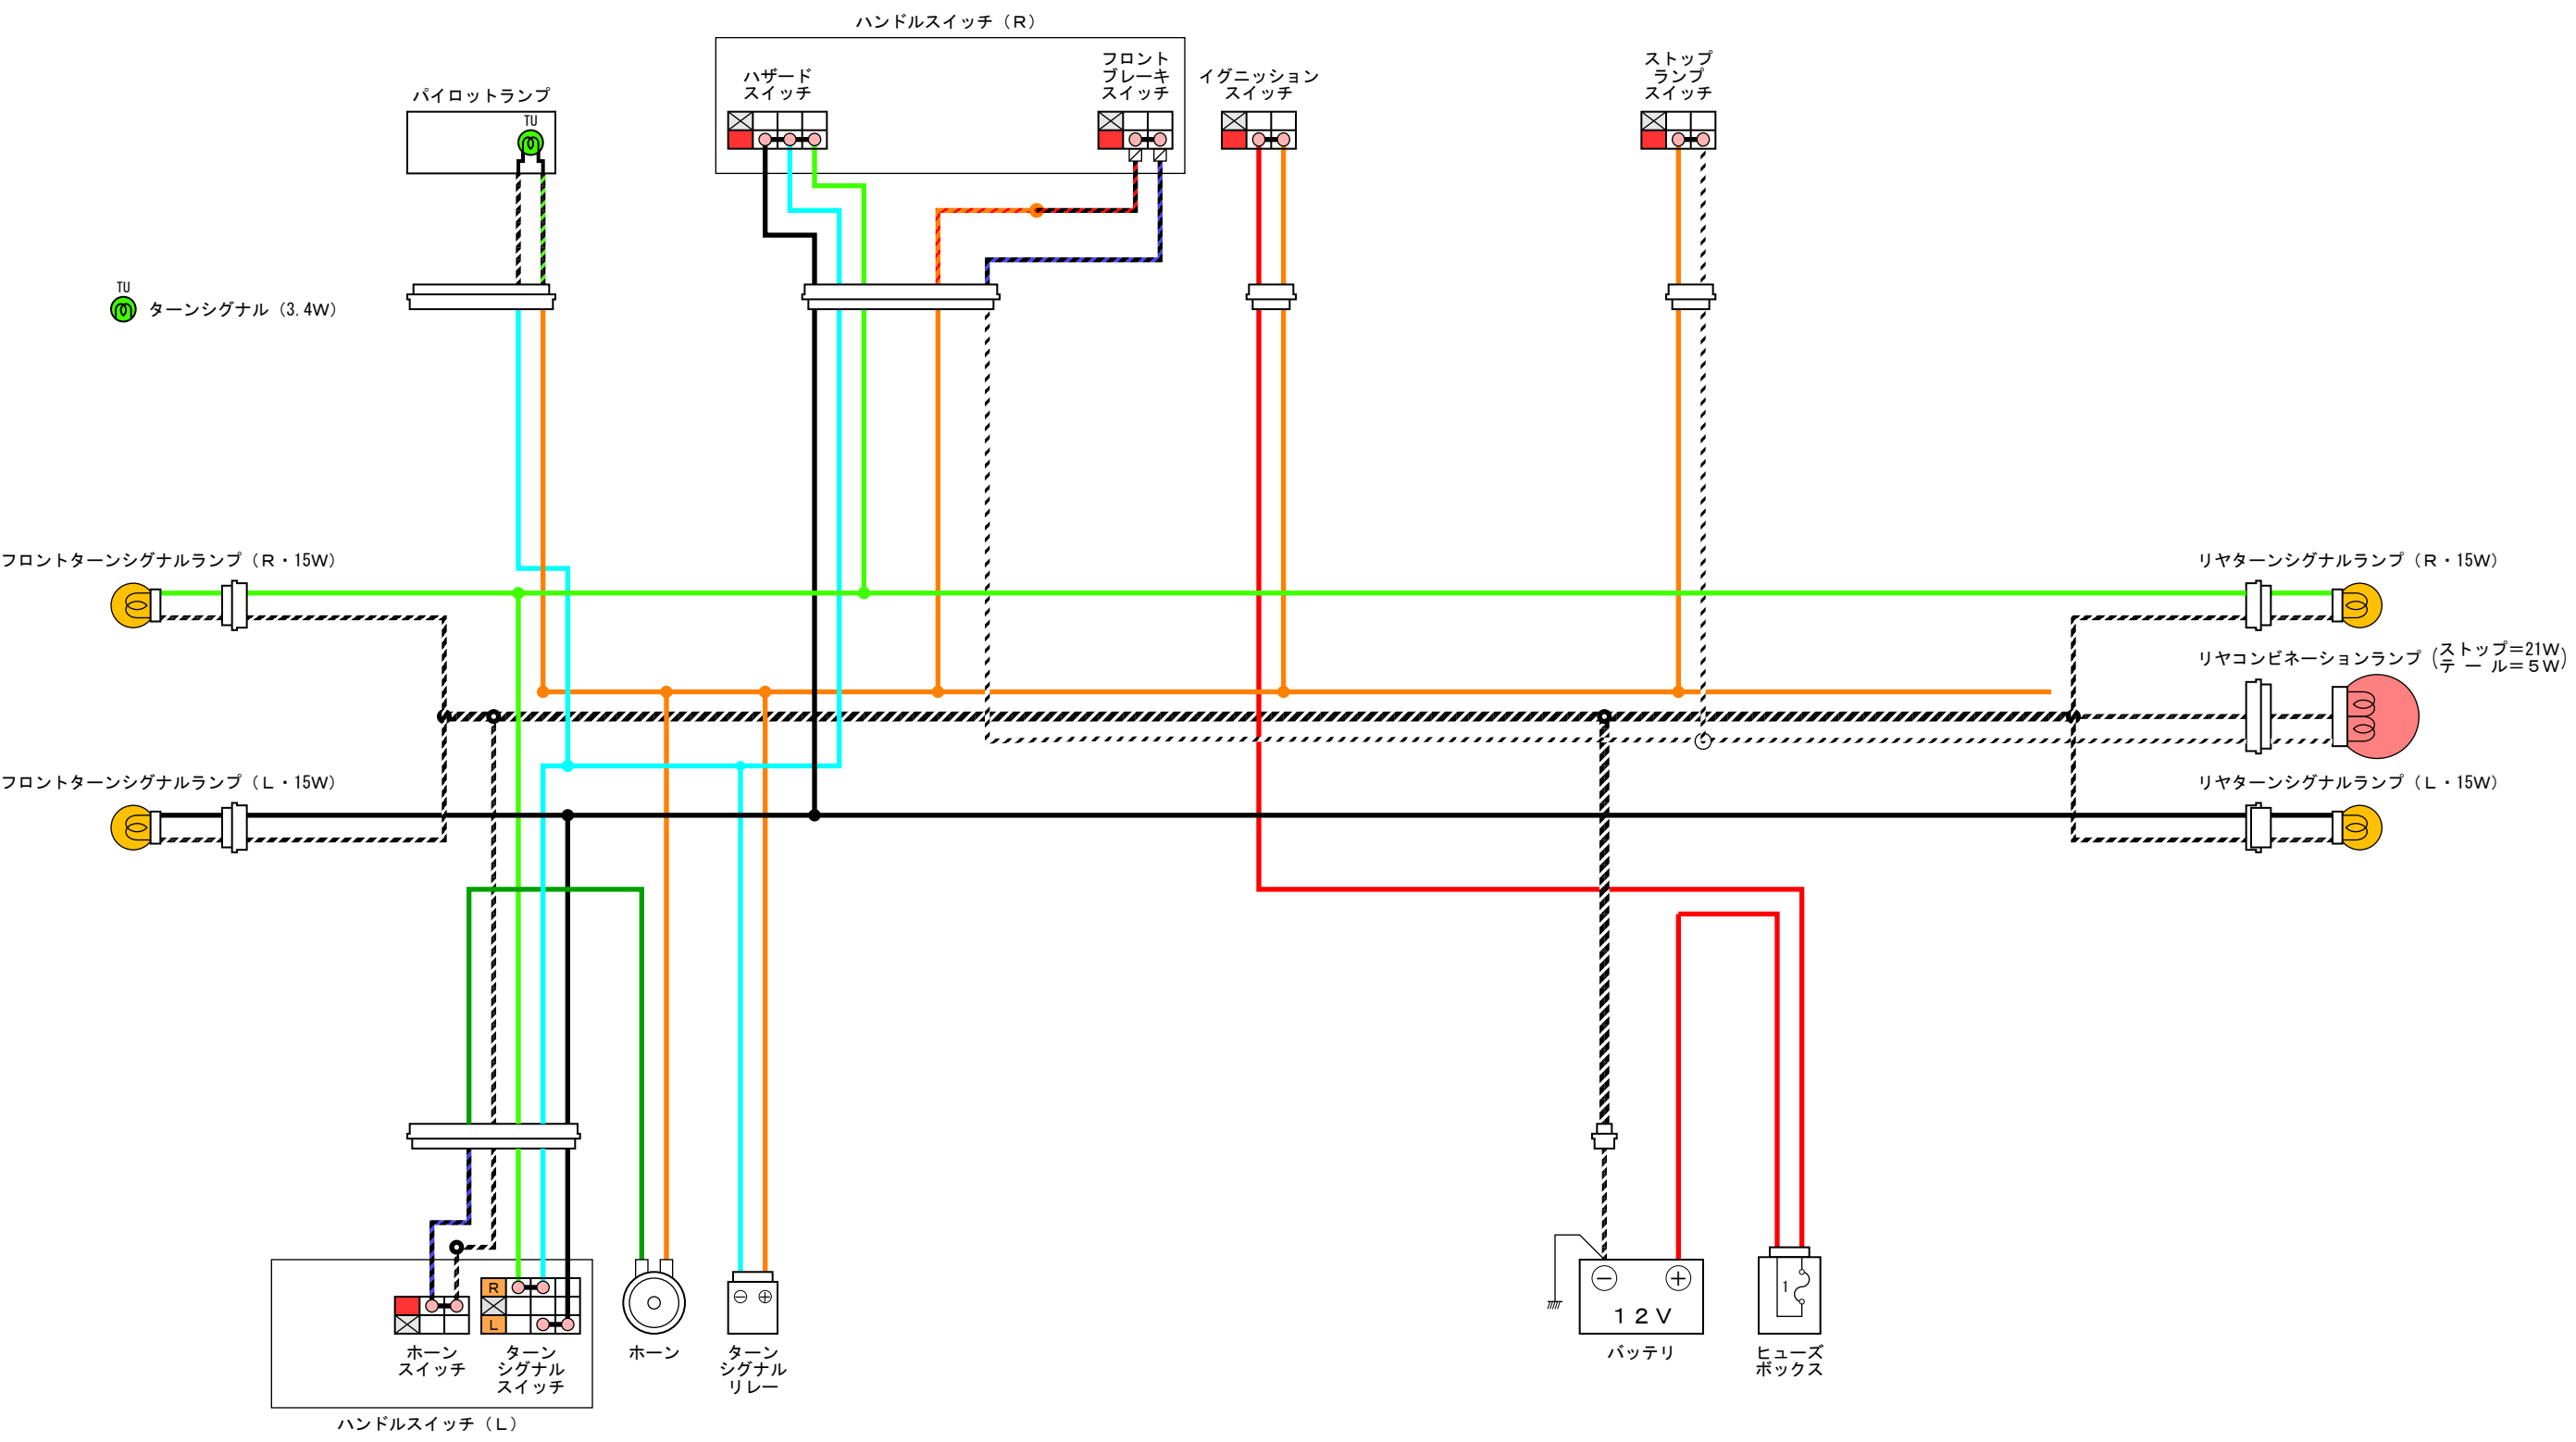 ハンドルスイッチ（R）
パイロットランプ
TU
ハザード
スイッチ
フロント
ブレーキ
スイッチ
イグニッション
スイッチ
ストップ
ランプ
スイッチ
TU
ターンシグナル（3.4W）
フロントターンシグナルランプ（R・15W）
リヤターンシグナルランプ（R・15W）
リヤコンビネーションランプ（ストップ=21W
テール=5W）
フロントターンシグナルランプ（L・15W）
リヤターンシグナルランプ（L・15W）
R
L
ホーン
スイッチ
ターン
シグナル
スイッチ
ハンドルスイッチ（L）
ホーン
− +
ターン
シグナル
リレー
− +
12V
バッテリ
1
ヒューズ
ボックス